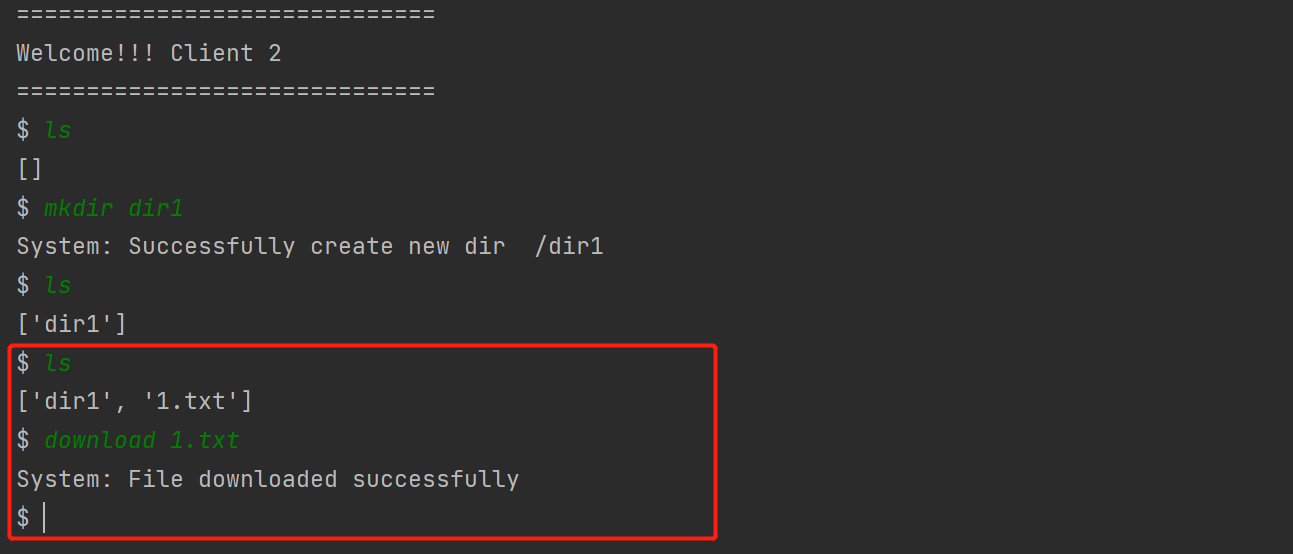 ==============================
Welcome!!! Client 2
==============================
$ ls
[]
$ mkdir dir1
System: Successfully create new dir  /dir1
$ ls
['dir1']
$ ls
['dir1', '1.txt']
$ download 1.txt
System: File downloaded successfully
$